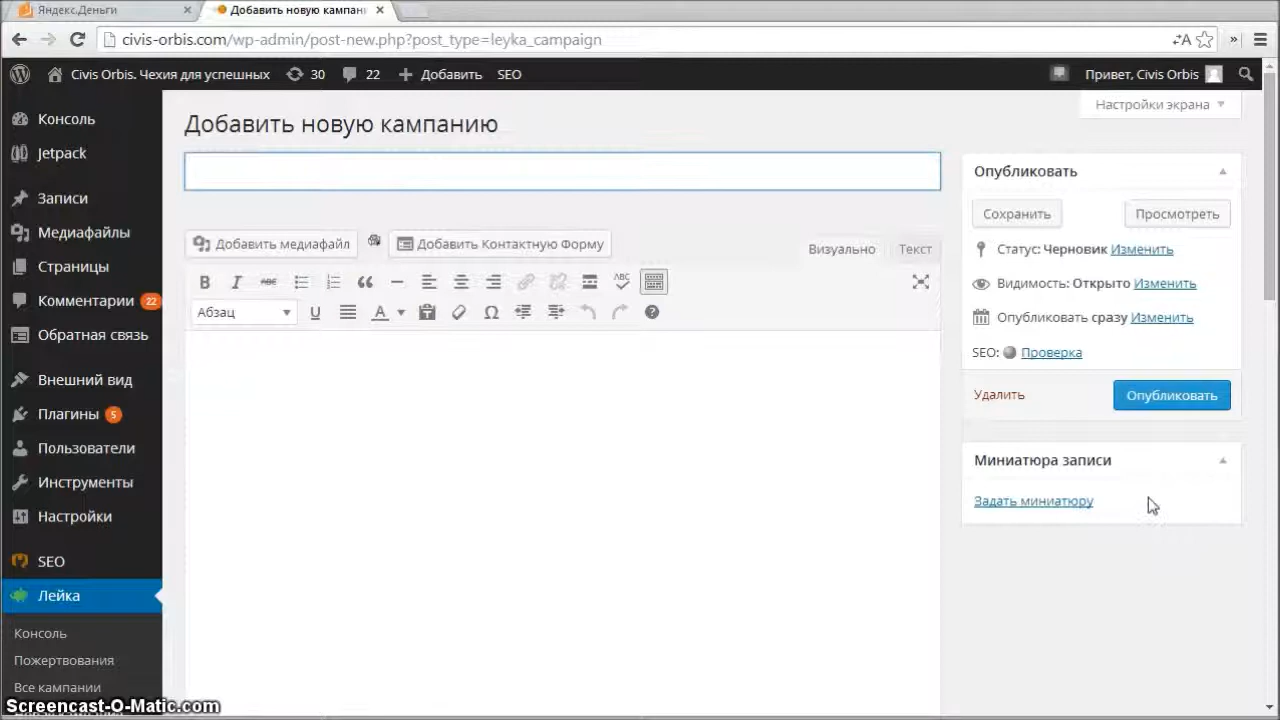 Яндекс.Деньги
Добавить новую кампан
civis-orbis.com/wp-admin/post-new.php?post_type=leyka_campaign
Civis Orbis. Чехия для успешных 30 22 Добавить SEO Привет, Civis Orbis
Настройки экрана
Консоль
Jetpack
Записи
Медиафайлы
Страницы
Комментарии 22
Обратная связь
Внешний вид
Плагины 5
Пользователи
Инструменты
Настройки
SEO
Лейка
Консоль
Пожертвования
Все кампании
Добавить новую кампанию
Добавить медиафайл Добавить Контактную Форму Визуально Текст
B I ABC ABC
Абзац U A
Опубликовать
Сохранить Просмотреть
Статус: Черновик Изменить
Видимость: Открыто Изменить
Опубликовать сразу Изменить
SEO: Проверка
Удалить Опубликовать
Миниатюра записи
Задать миниатюру
Screencast-O-Matic.com